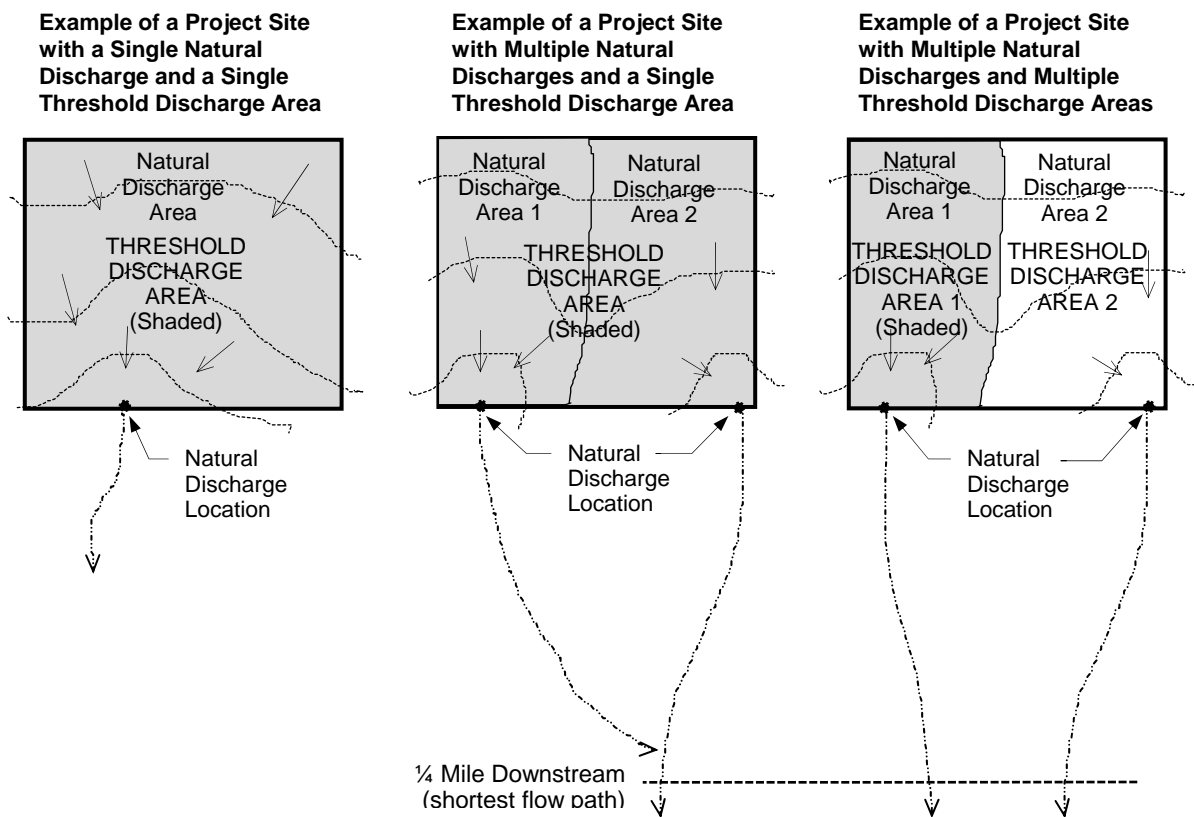 Example of a Project Site
with a Single Natural
Discharge and a Single
Threshold Discharge Area
Natural
Discharge
Area
THRESHOLD
DISCHARGE
AREA
(Shaded)
Natural
Discharge
Location
Example of a Project Site
with Multiple Natural
Discharges and a Single
Threshold Discharge Area
Natural
Discharge
Area 1
Natural
Discharge
Area 2
THRESHOLD
DISCHARGE
AREA
(Shaded)
Natural
Discharge
Location
Example of a Project Site
with Multiple Natural
Discharges and Multiple
Threshold Discharge Areas
Natural
Discharge
Area 1
Natural
Discharge
Area 2
THRESHOLD
DISCHARGE
AREA 1
(Shaded)
THRESHOLD
DISCHARGE
AREA 2
Natural
Discharge
Location
¼ Mile Downstream
(shortest flow path)